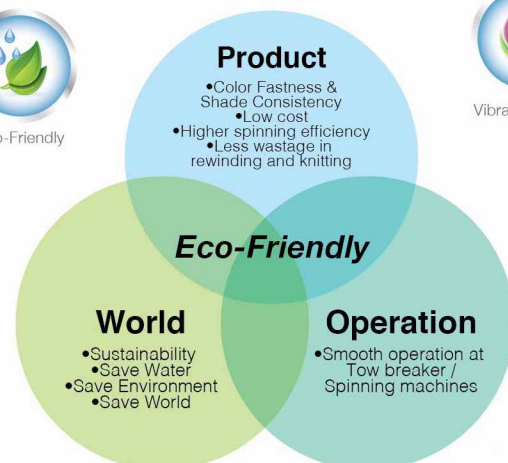 Product
•Color Fastness &
Shade Consistency
•Low cost
•Higher spinning efficiency
•Less wastage in
rewinding and knitting
-Friendly
Eco-Friendly
World
•Sustainability
•Save Water
•Save Environment
•Save World
Operation
•Smooth operation at
Tow breaker /
Spinning machines